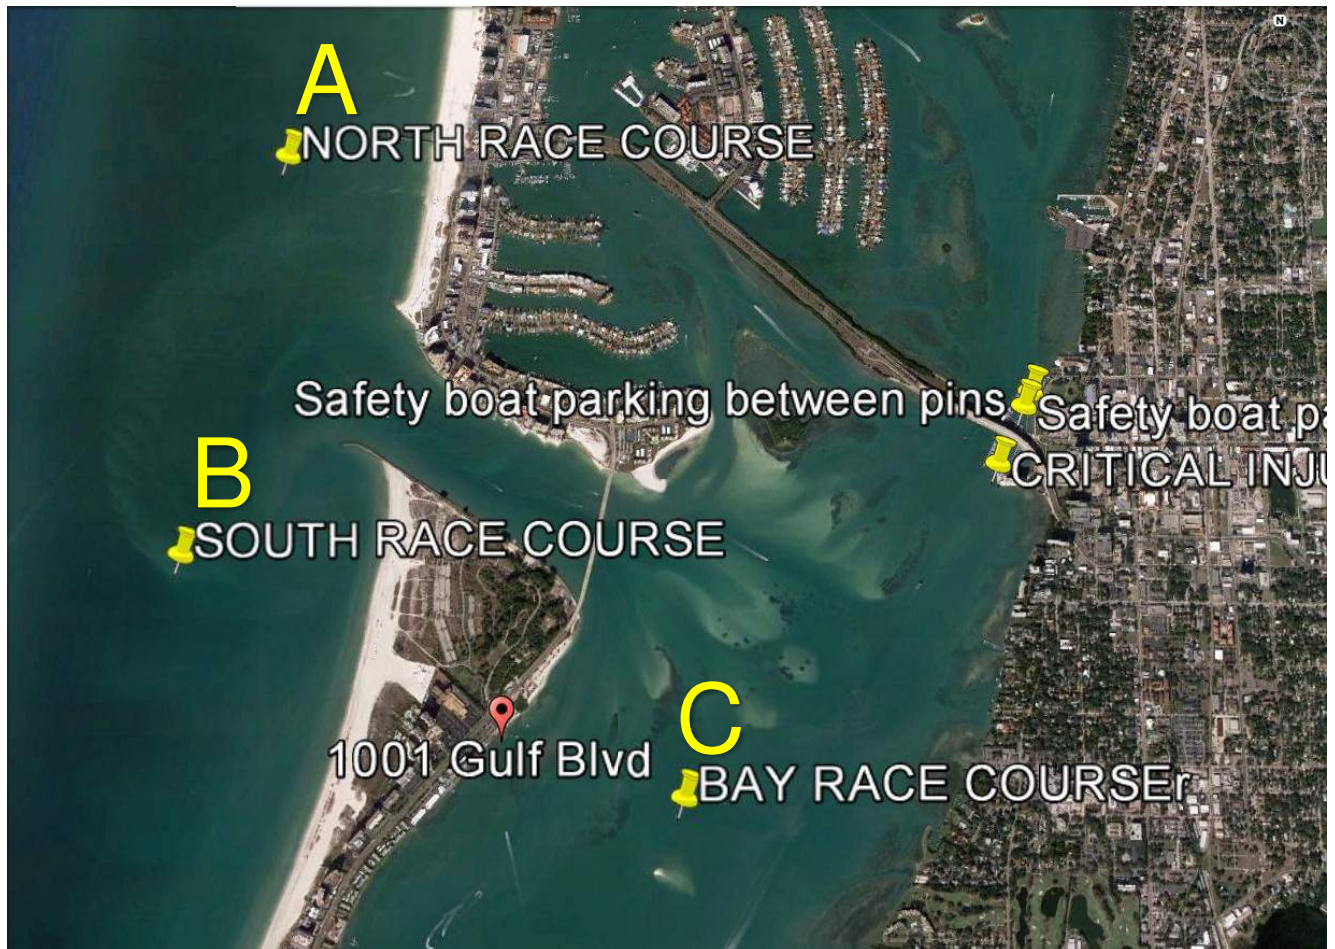 N
A
NORTH RACE COURSE
Safety boat parking between pins
Safety boat pa
B
CRITICAL INJU
SOUTH RACE COURSE
C
1001 Gulf Blvd
BAY RACE COURSEr